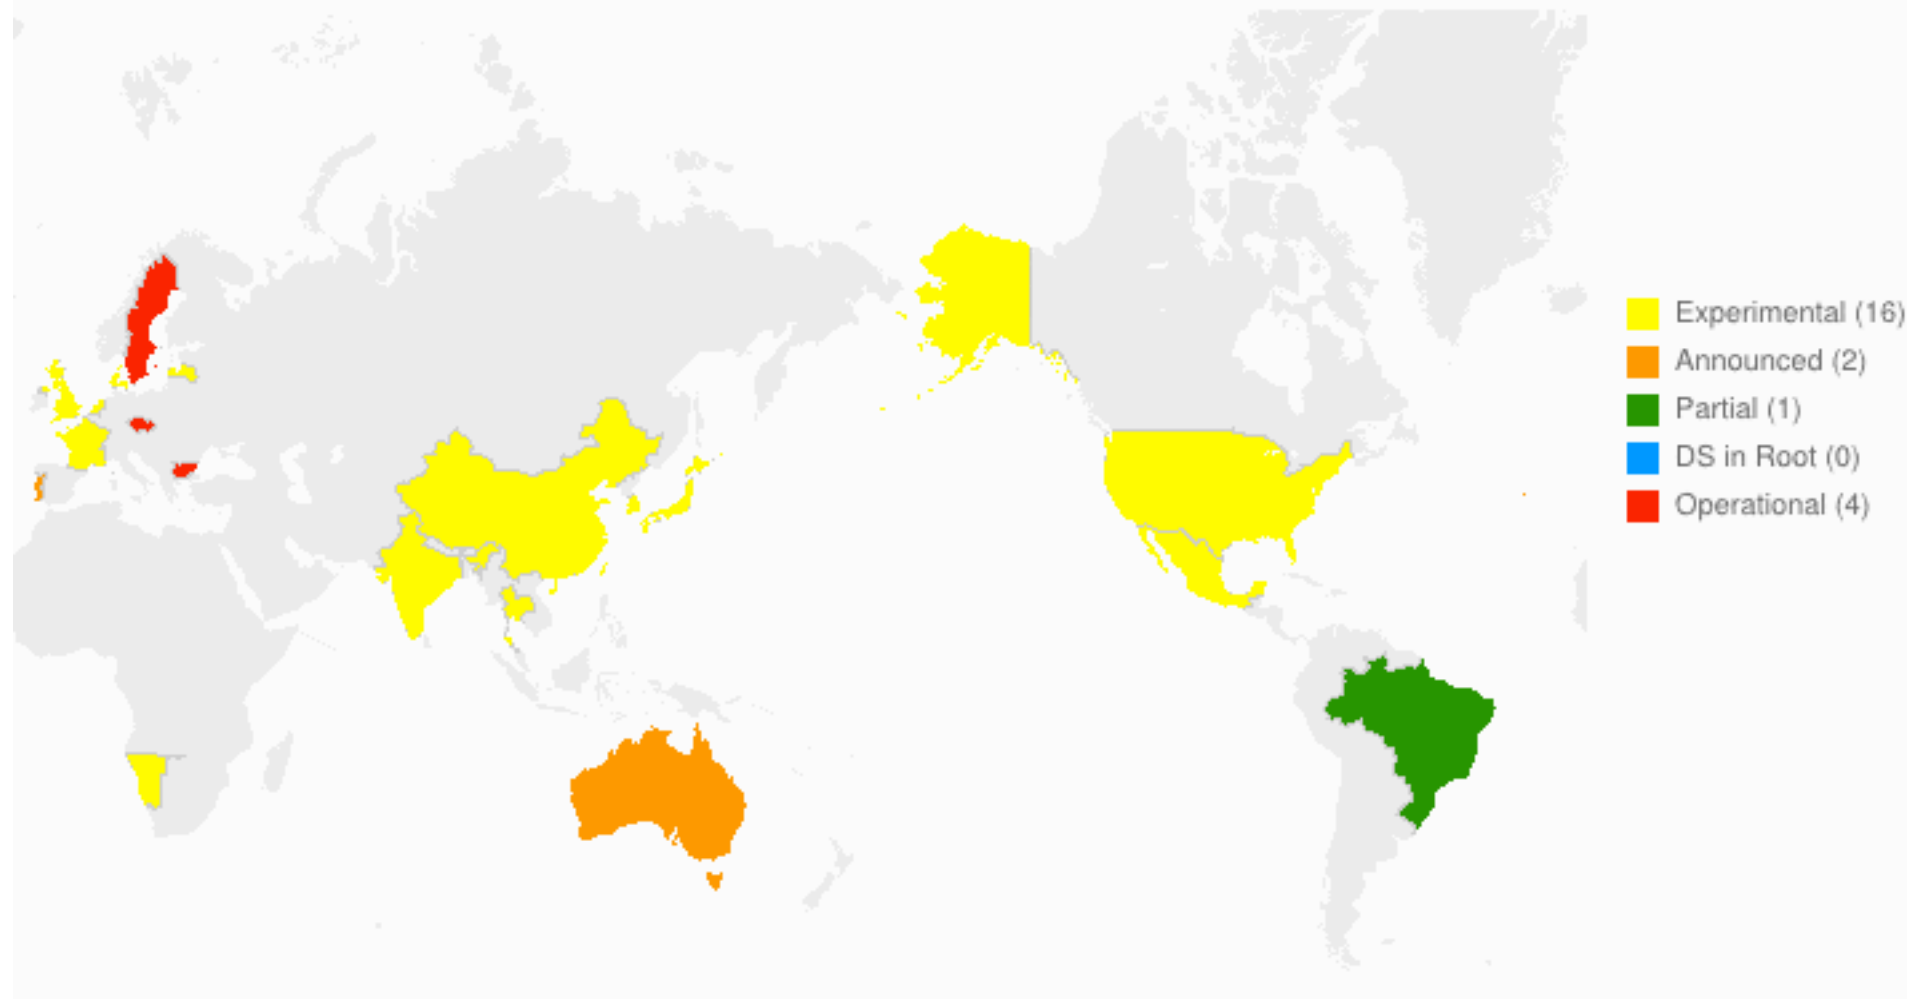 Experimental (16)
Announced (2)
Partial (1)
DS in Root (0)
Operational (4)